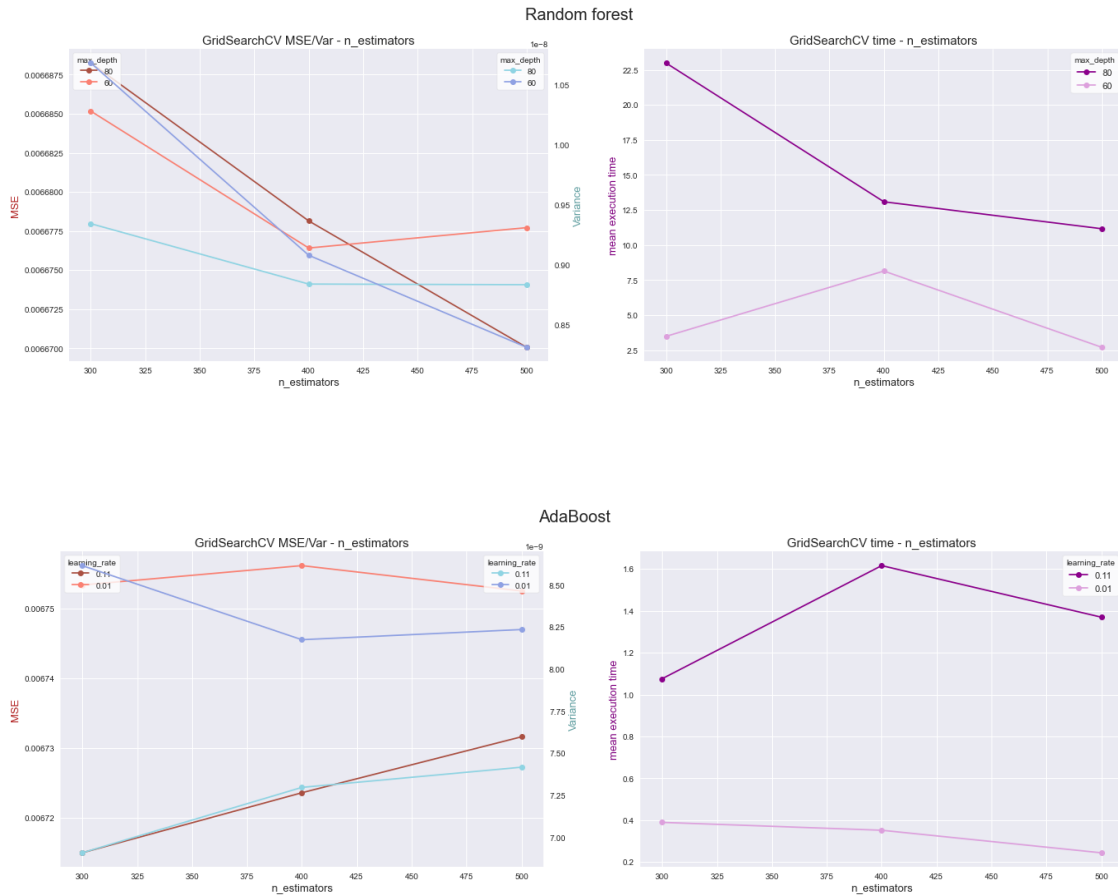 Random forest
GridSearchCV MSE/Var - n_estimators
1e−8
max_depth
80
60
max_depth
80
60
0.0066875
0.0066850
0.0066825
0.0066800
0.0066775
0.0066750
0.0066725
0.0066700
MSE
1.05
1.00
0.95
0.90
0.85
Variance
300 325 350 375 400 425 450 475 500
n_estimators
GridSearchCV time - n_estimators
max_depth
80
60
22.5
20.0
17.5
15.0
12.5
10.0
7.5
5.0
2.5
mean execution time
300 325 350 375 400 425 450 475 500
n_estimators
AdaBoost
GridSearchCV MSE/Var - n_estimators
1e−9
learning_rate
0.11
0.01
learning_rate
0.11
0.01
0.00675
0.00674
0.00673
0.00672
MSE
8.50
8.25
8.00
7.75
7.50
7.25
7.00
Variance
300 325 350 375 400 425 450 475 500
n_estimators
GridSearchCV time - n_estimators
learning_rate
0.11
0.01
1.6
1.4
1.2
1.0
0.8
0.6
0.4
0.2
mean execution time
300 325 350 375 400 425 450 475 500
n_estimators